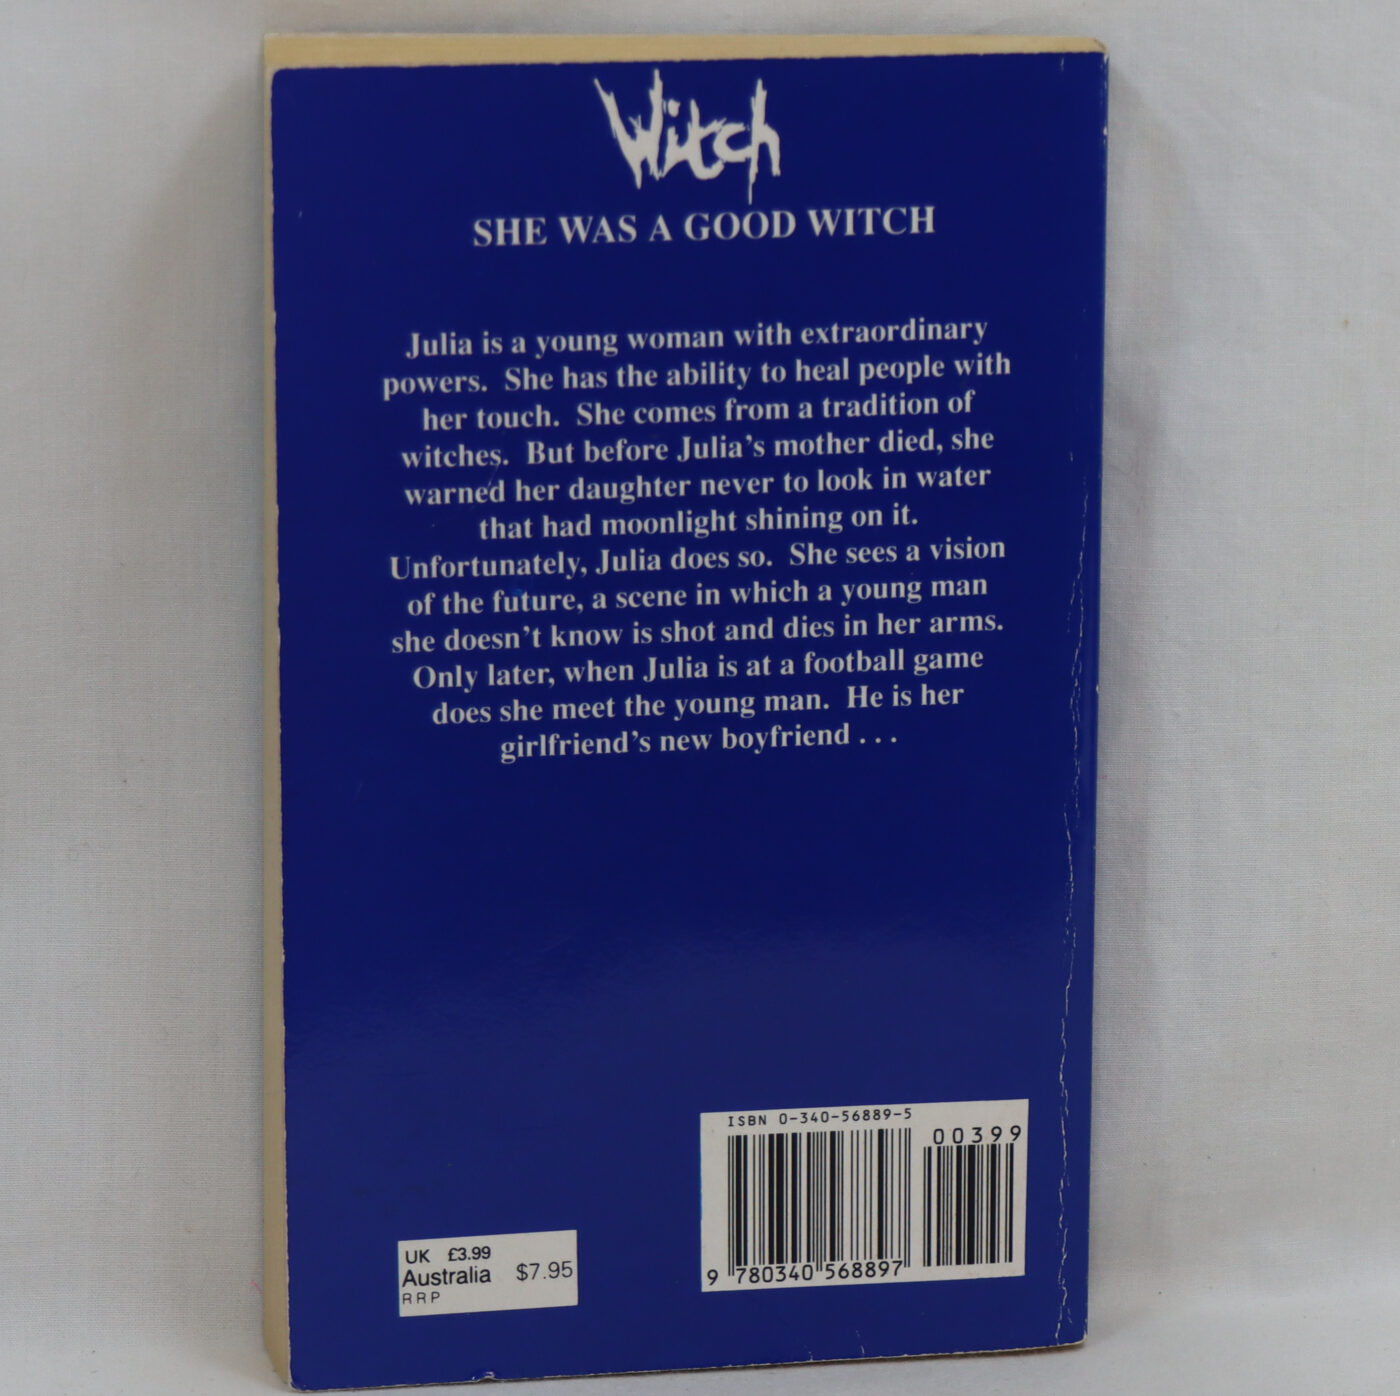 Witch
SHE WAS A GOOD WITCH
Julia is a young woman with extraordinary
powers. She has the ability to heal people with
her touch. She comes from a tradition of
witches. But before Julia's mother died, she
warned her daughter never to look in water
that had moonlight shining on it.
Unfortunately, Julia does so. She sees a vision
of the future, a scene in which a young man
she doesn't know is shot and dies in her arms.
Only later, when Julia is at a football game
does she meet the young man. He is her
girlfriend's new boyfriend . . .
ISBN 0-340-56889-5
00399
9 780340 568897
UK £3.99
Australia $7.95
RRP